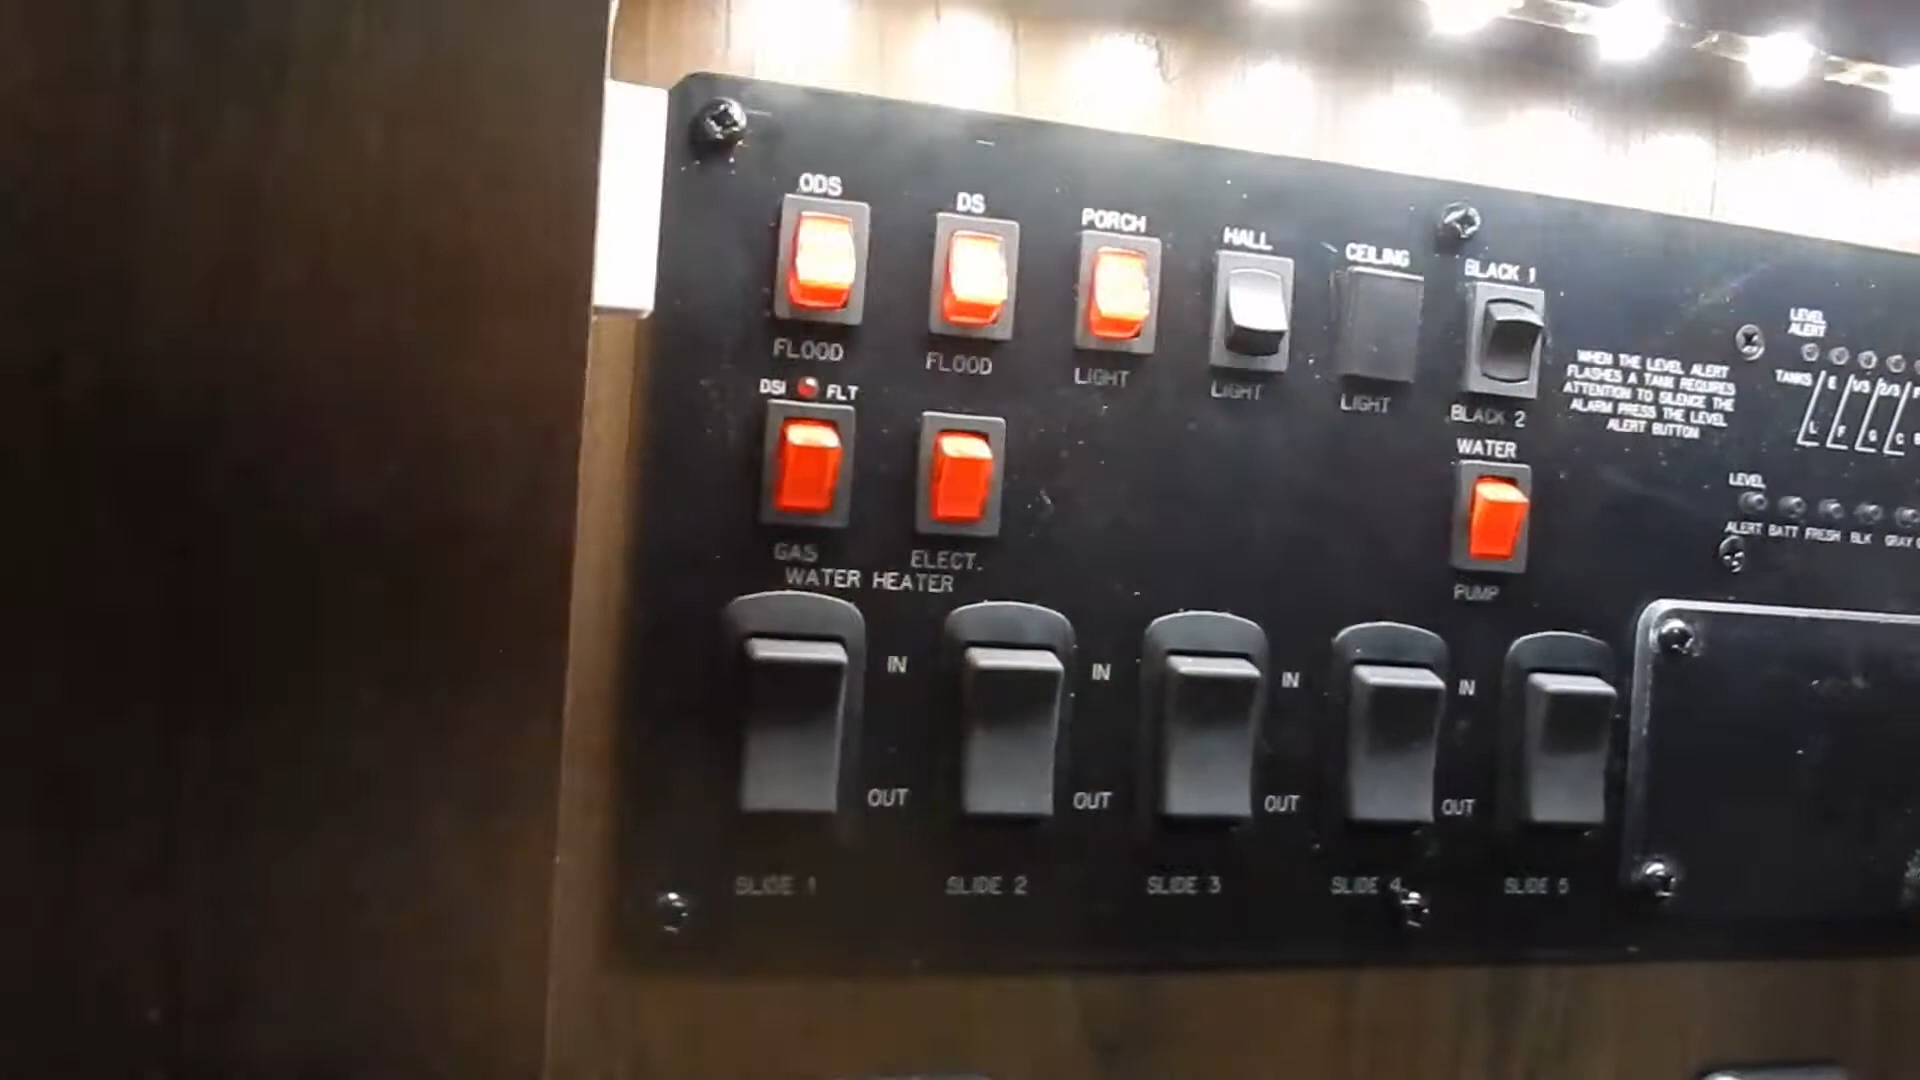 ODS
DS
PORCH
HALL
CEILING
BLACK 1
FLOOD
FLOOD
LIGHT
LIGHT
LIGHT
BLACK 2
DSI FLT
WATER
GAS
ELECT.
WATER HEATER
PUMP
WHEN THE LEVEL ALERT
FLASHES A TANK REQUIRES
ATTENTION TO SILENCE THE
ALARM PRESS THE LEVEL
ALERT BUTTON
LEVEL
ALERT
TANKS E 1/3 2/3 F
L F G C
LEVEL
ALERT BATT FRESH BLK GRAY
IN
IN
IN
IN
OUT
OUT
OUT
OUT
SLIDE 1
SLIDE 2
SLIDE 3
SLIDE 4
SLIDE 5